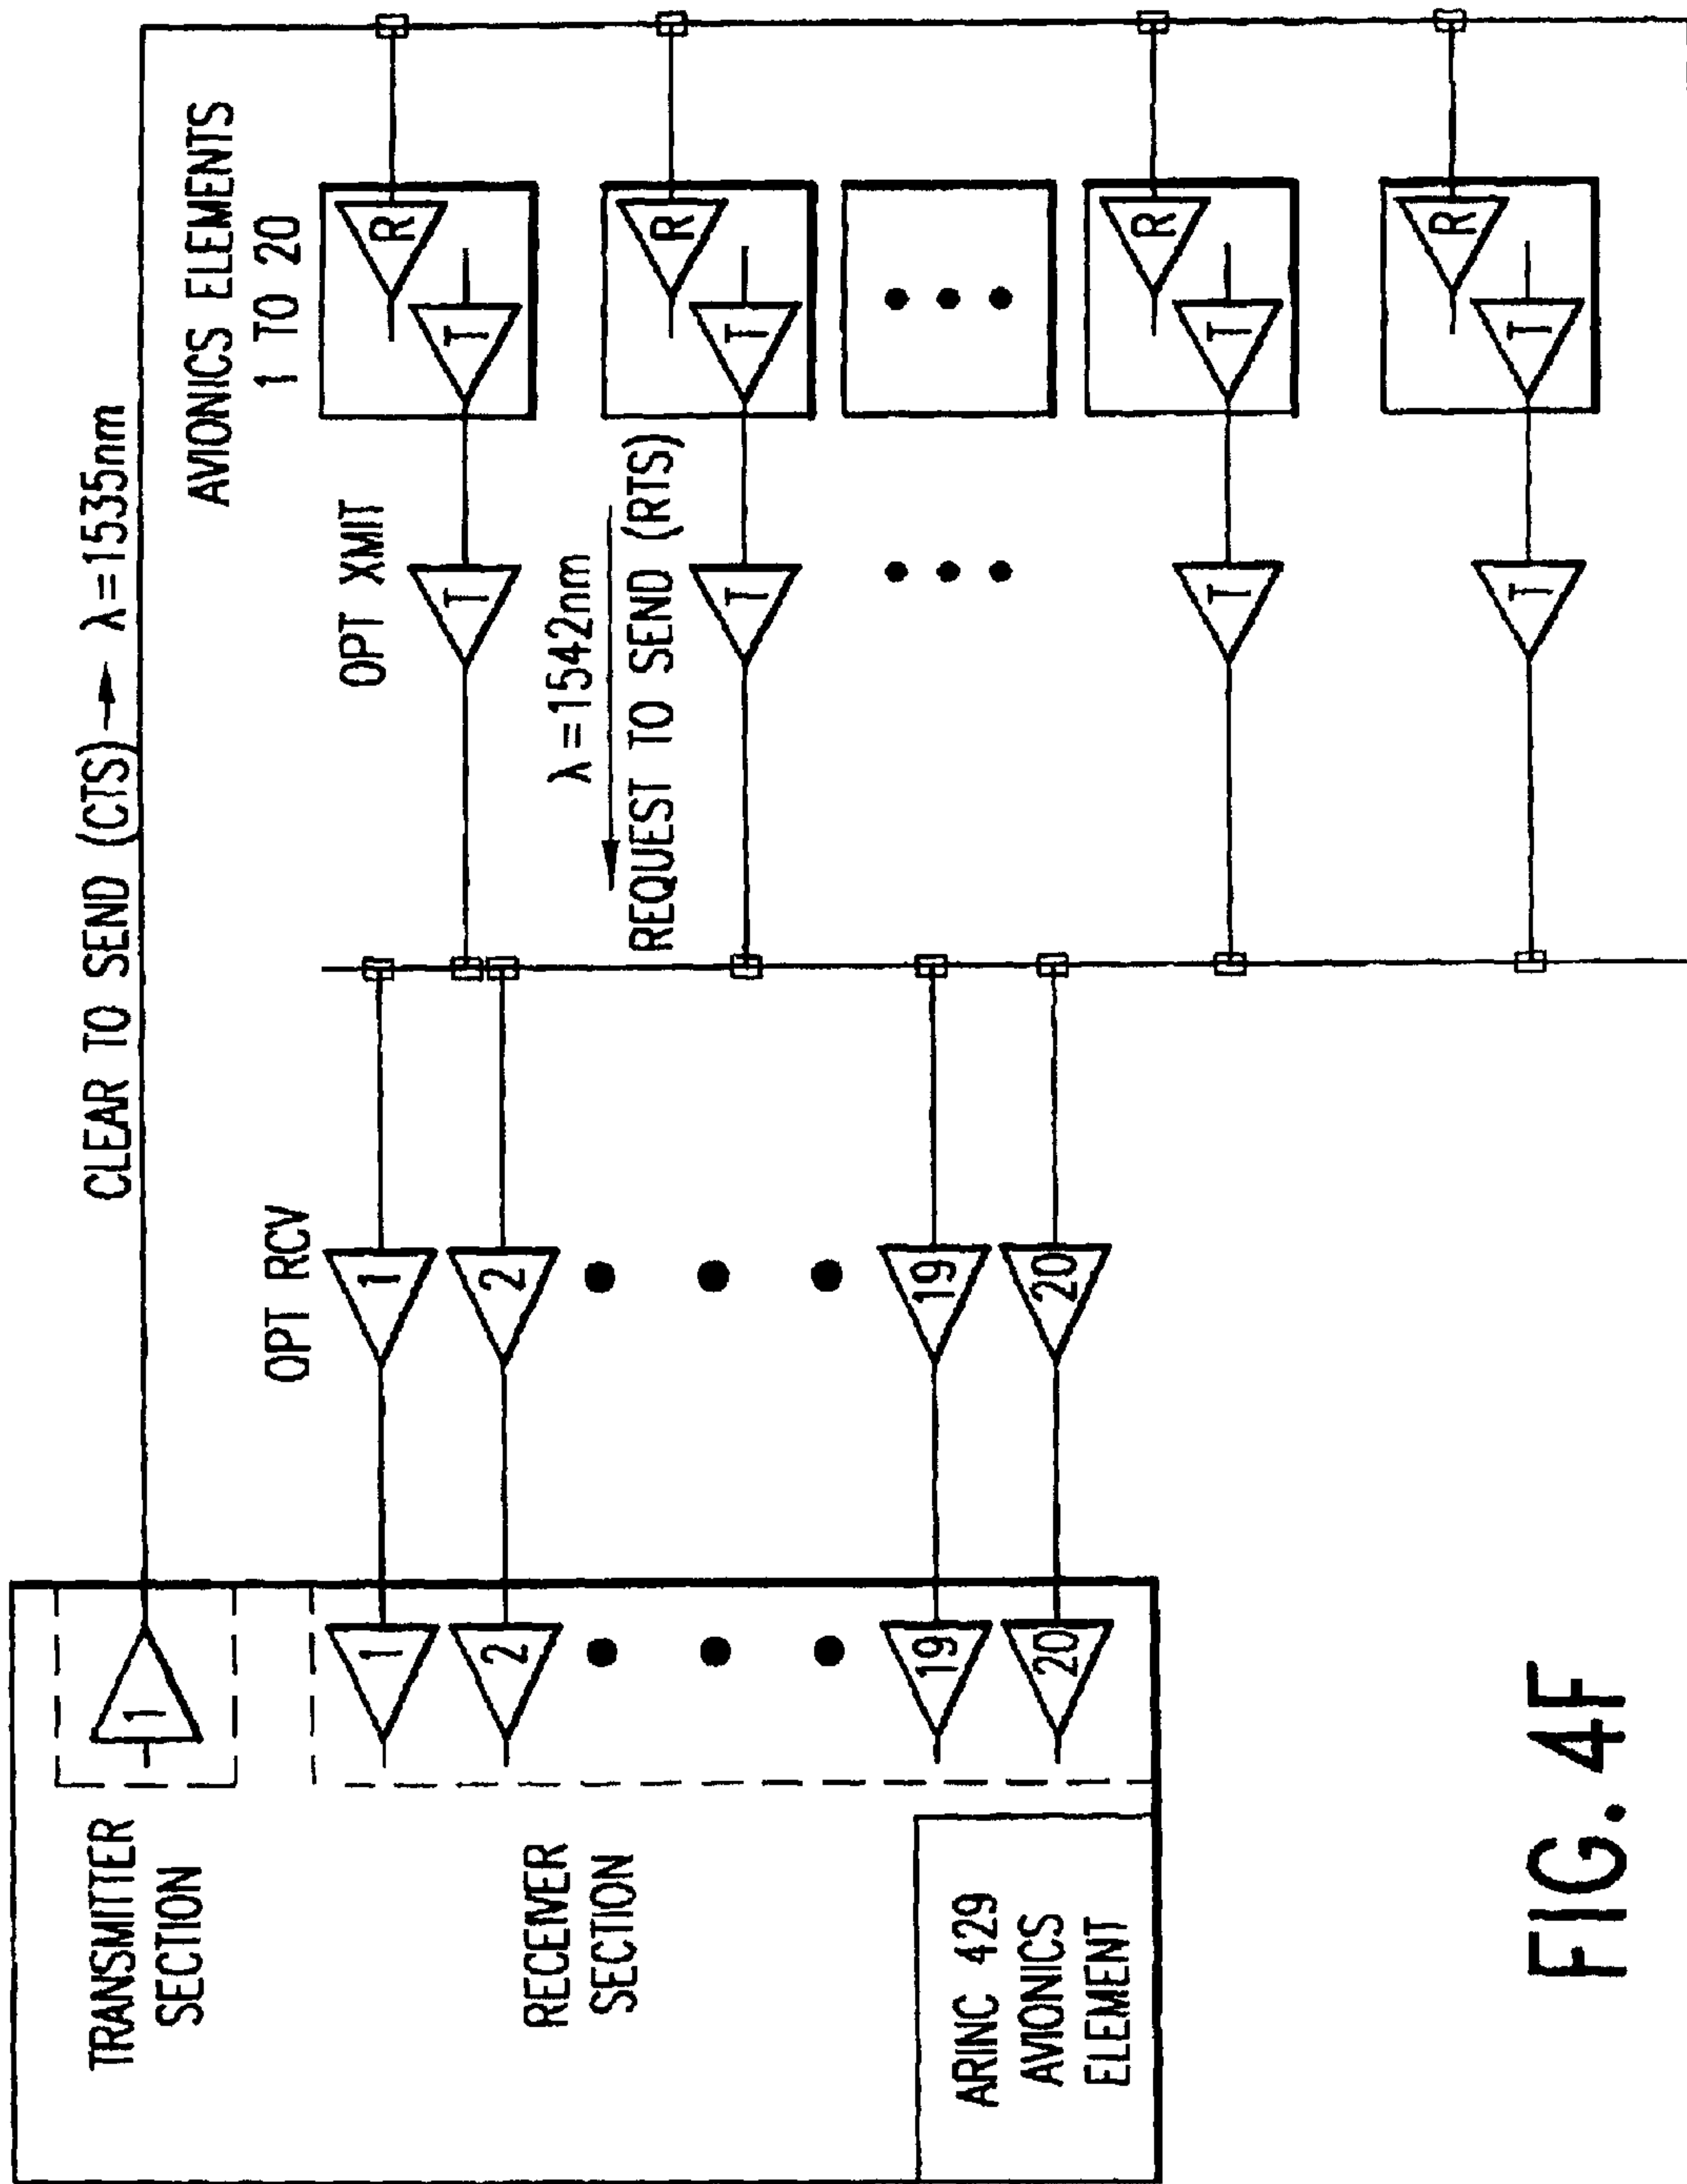 CLEAR TO SEND (CTS) λ=1535nm
AVIONICS ELEMENTS
1 TO 20
OPT XMIT
λ=1542nm
REQUEST TO SEND (RTS)
OPT RCV
TRANSMITTER
SECTION
RECEIVER
SECTION
ARINC 429
AVIONICS
ELEMENT
1
1
2
19
20
1
2
19
20
T
T
T
T
R
T
R
T
R
T
R
T
FIG. 4F